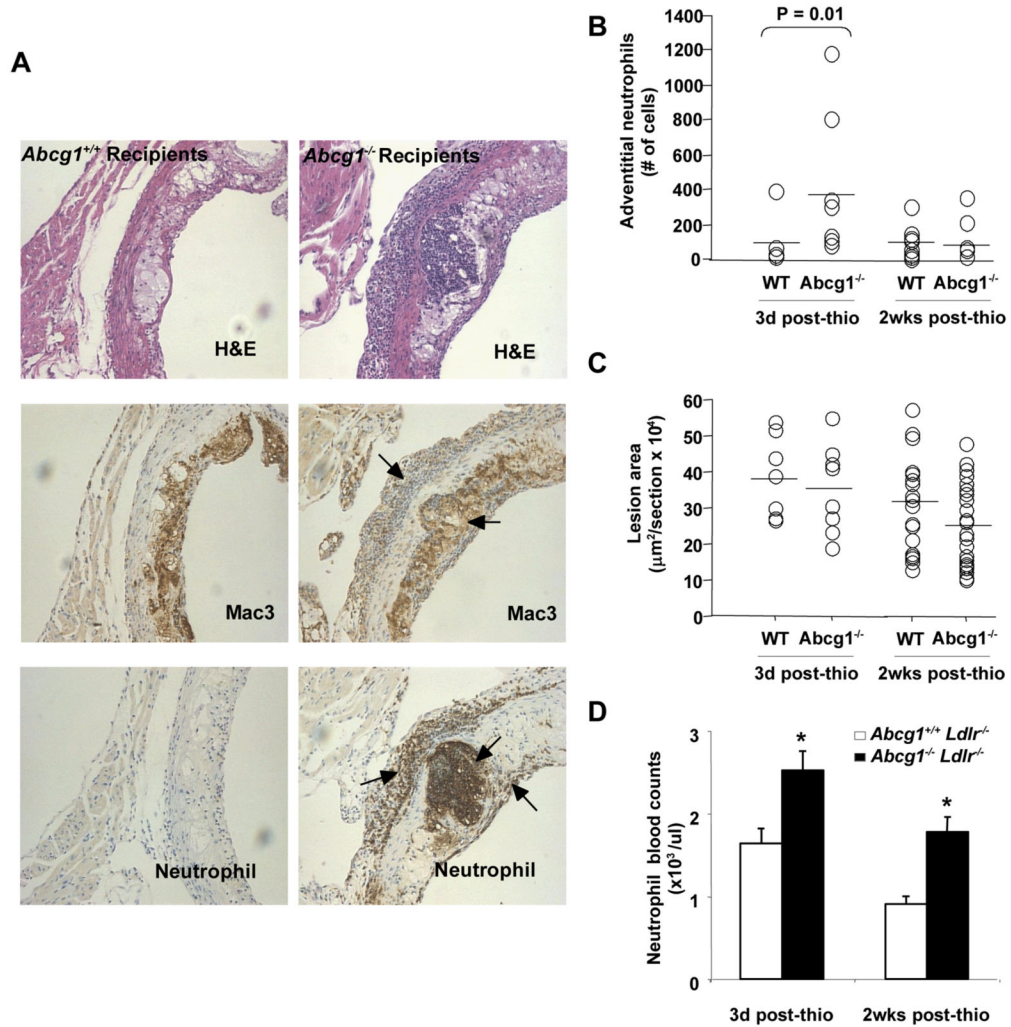 A
Abcg1+/+ Recipients
Abcg1-/- Recipients
H&E
H&E
Mac3
Mac3
Neutrophil
Neutrophil
B
P = 0.01
Adventitial neutrophils
(# of cells)
1400
1200
1000
800
600
400
200
0
WT Abcg1-/- WT Abcg1-/-
3d post-thio 2wks post-thio
C
Lesion area
(µm²/section x 10⁴)
60
50
40
30
20
10
0
WT Abcg1-/- WT Abcg1-/-
3d post-thio 2wks post-thio
D
Abcg1+/+ Ldlr-/-
Abcg1-/- Ldlr-/-
Neutrophil blood counts
(x10³/ul)
3
2
1
0
*
*
3d post-thio 2wks post-thio